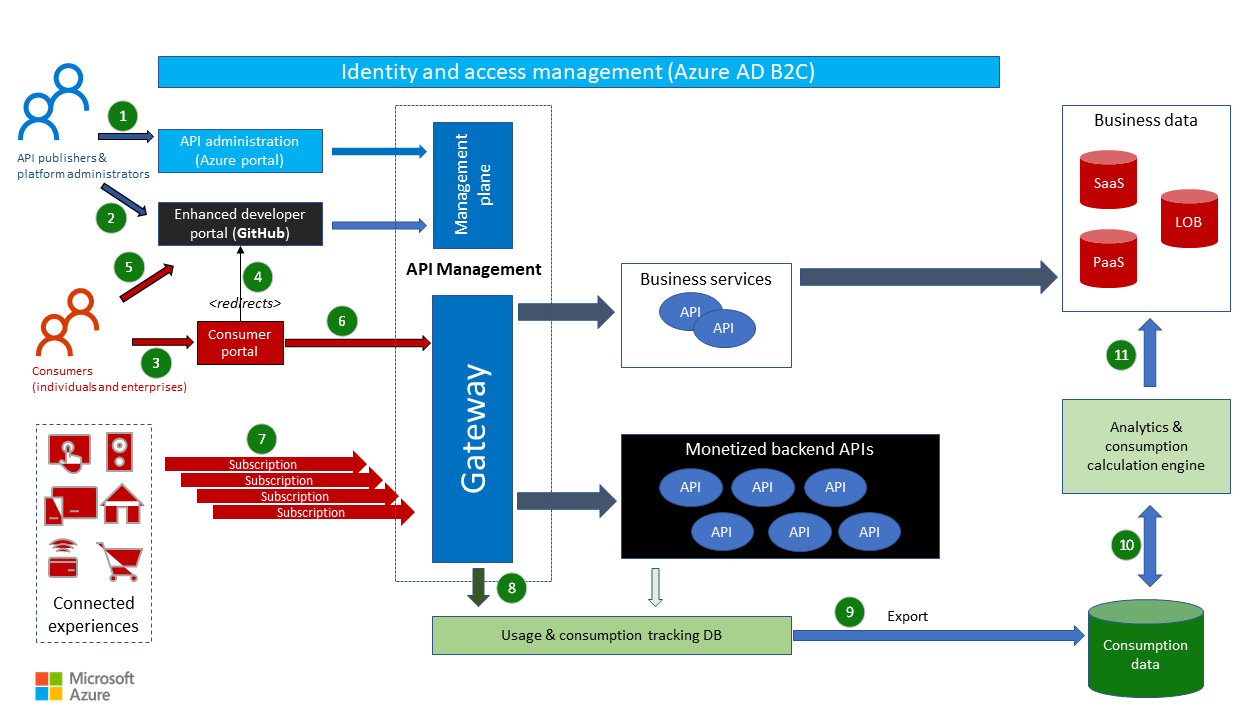 Identity and access management (Azure AD B2C)
1
API publishers &
platform administrators
API administration
(Azure portal)
2
Enhanced developer
portal (GitHub)
Management
plane
API Management
5
4
<redirects>
Consumers
(individuals and enterprises)
3
Consumer
portal
6
Gateway
Business services
API
API
Business data
SaaS
LOB
PaaS
11
Analytics &
consumption
calculation engine
7
Subscription
Subscription
Subscription
Subscription
Connected
experiences
Monetized backend APIs
API
API
API
API
API
API
8
Usage & consumption tracking DB
9
Export
10
Consumption
data
Microsoft
Azure